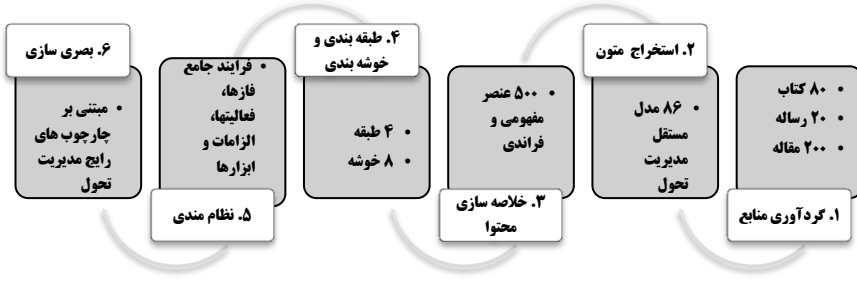 • ۸۰ کتاب
• ۲۰ رساله
• ۲۰۰ مقاله
۱. گردآوری منابع
۲. استخراج متون
• ۸۶ مدل
مستقل
مدیریت
تحول
• ۵۰۰ عنصر
مفهومی و
فراندی
۳. خلاصه سازی
محتوا
۴. طبقه بندی و
خوشه بندی
• ۴ طبقه
• ۸ خوشه
• فرایند جامع
فازها،
فعالیتها،
الزامات و
ابزارها
۵. نظام مندی
۶. بصری سازی
• مبتنی بر
چارچوب های
رایج مدیریت
تحول